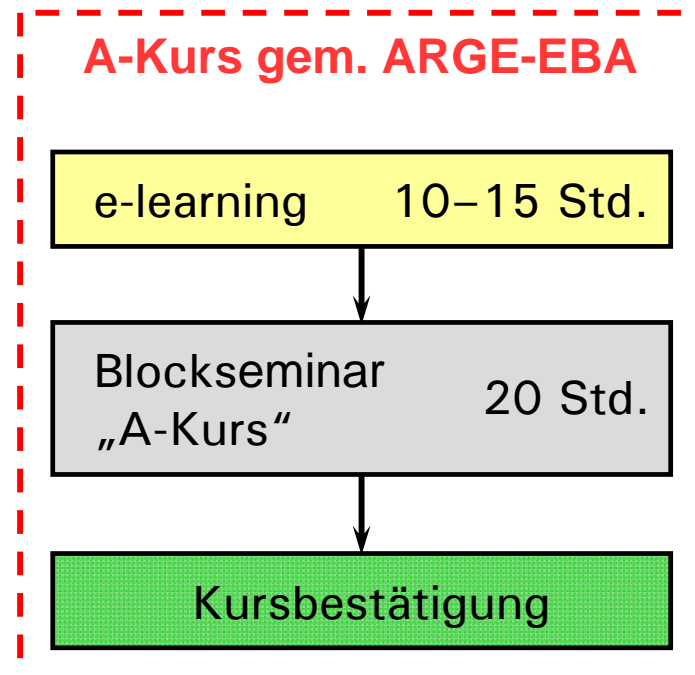 A-Kurs gem. ARGE-EBA
e-learning 10–15 Std.
Blockseminar
„A-Kurs“ 20 Std.
Kursbestätigung